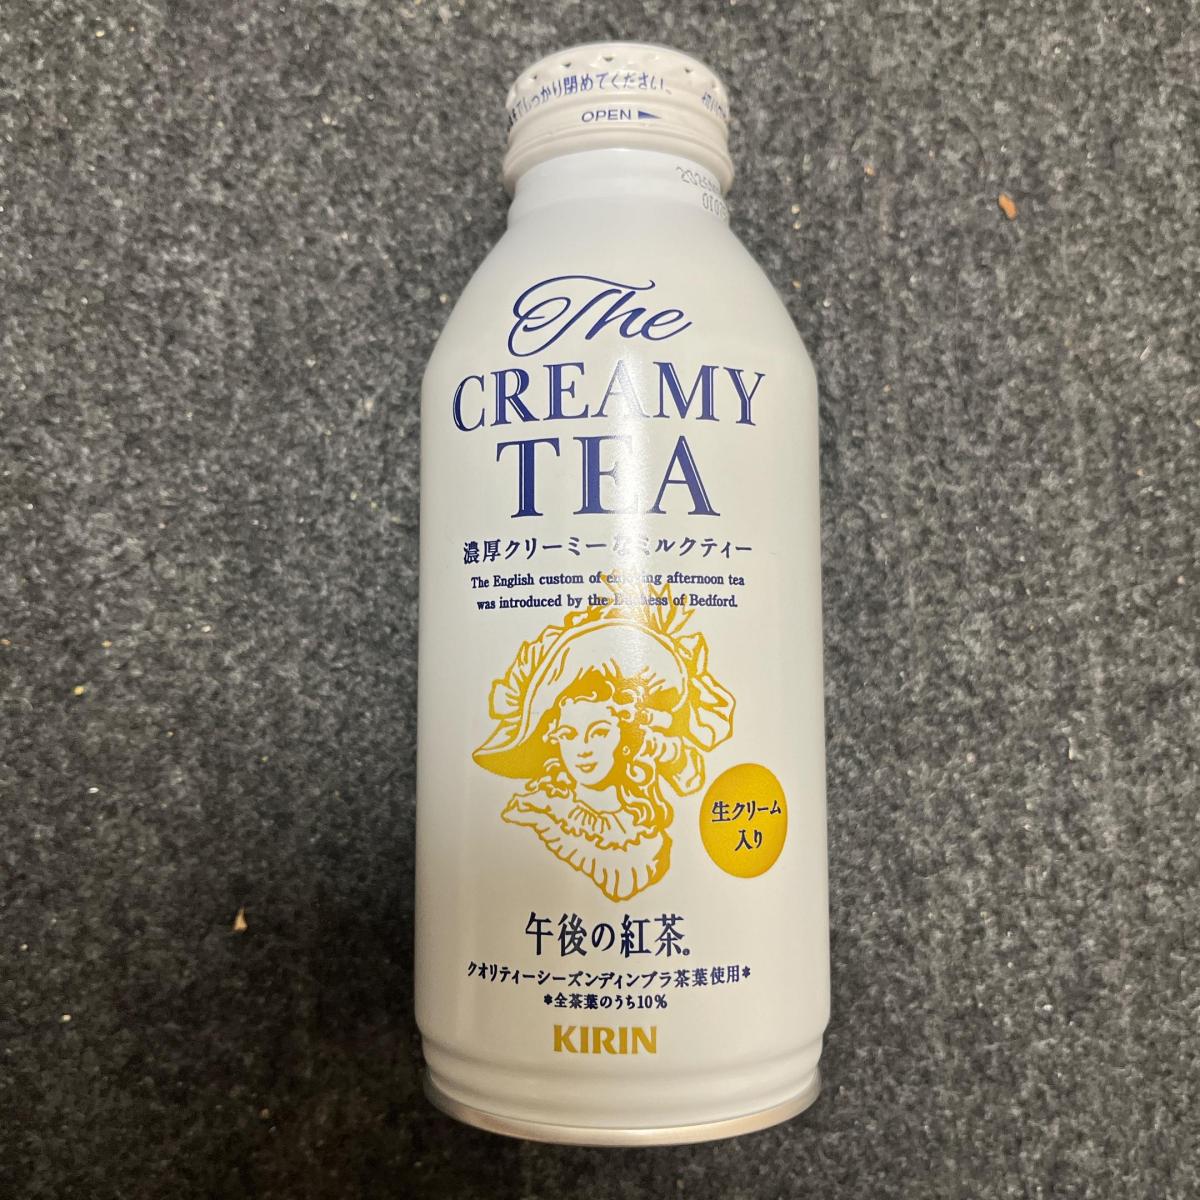 てしっかり閉めてください。
OPEN
The
CREAMY
TEA
濃厚クリーミーなミルクティー
The English custom of enjoying afternoon tea
was introduced by the Duchess of Bedford.
生クリーム
入り
午後の紅茶。
クオリティーシーズンディンブラ茶葉使用*
*全茶葉のうち10%
KIRIN